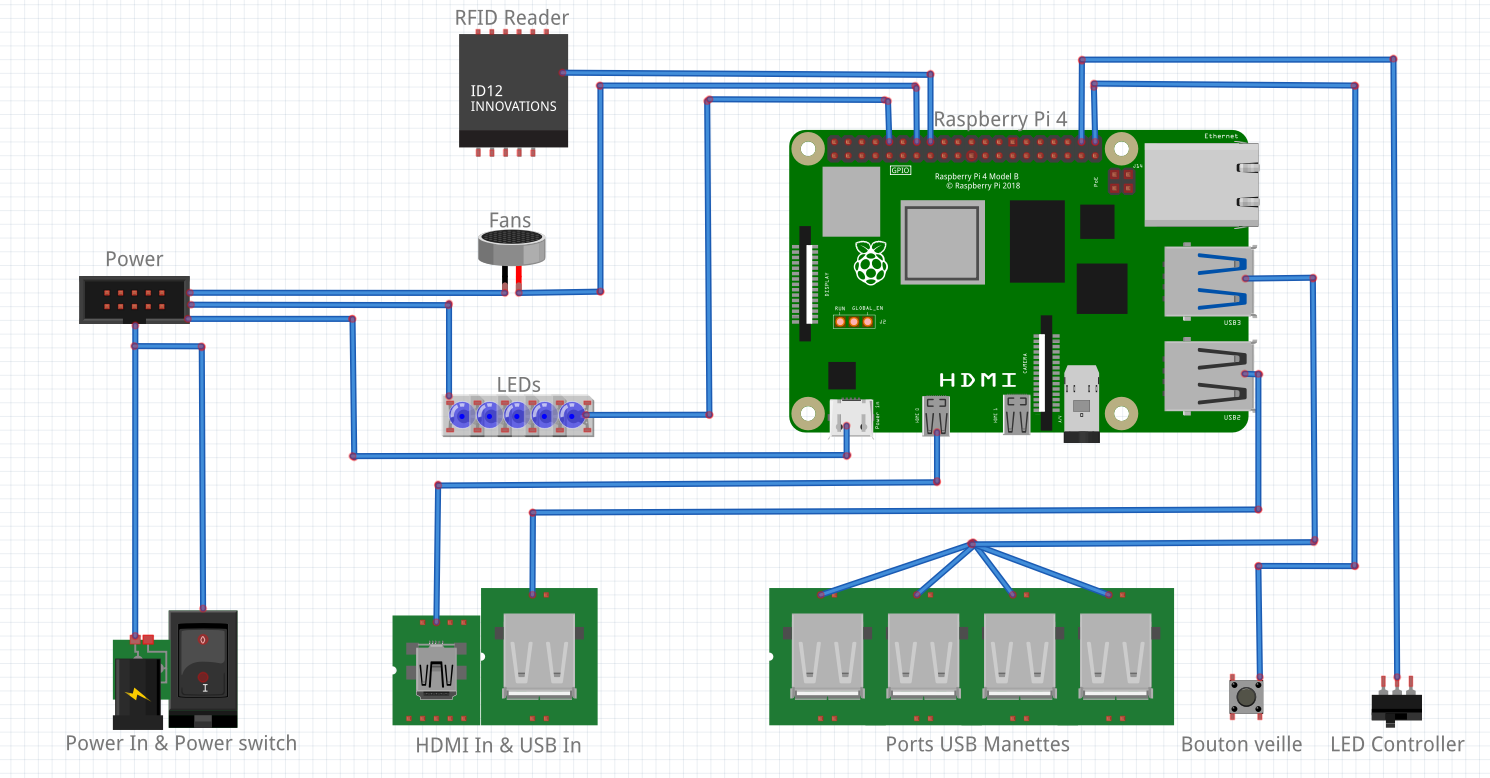 RFID Reader
ID12
INNOVATIONS
Raspberry Pi 4
Ethernet
GPIO
Raspberry Pi 4 Model B
© Raspberry Pi 2018
J14
PoE
Fans
Power
DISPLAY
RUN GLOBAL_EN
J2
USB3
CAMERA
LEDs
HDMI
Power in
HDMI 0
HDMI 1
A/V
USB2
0
I
Power In & Power switch
HDMI In & USB In
Ports USB Manettes
Bouton veille
LED Controller